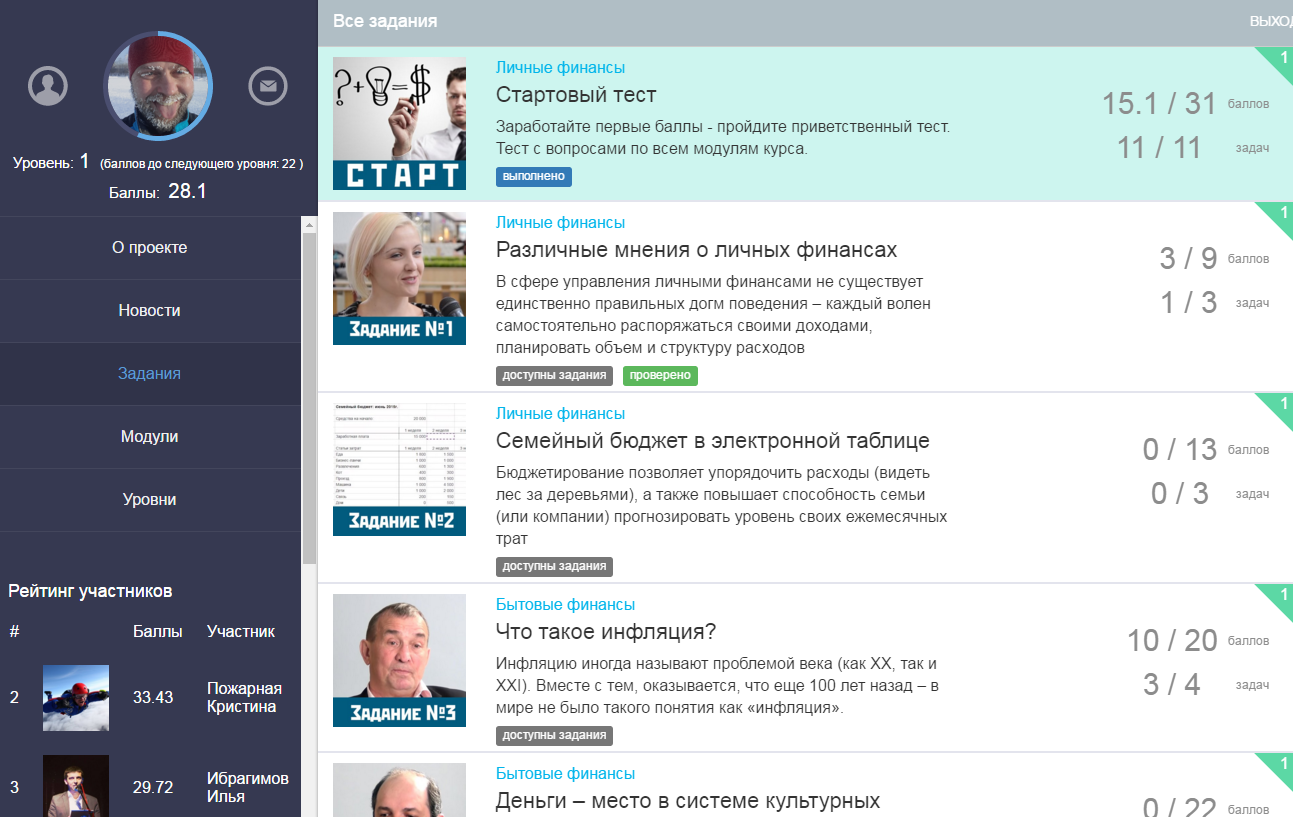 Уровень: 1 (баллов до следующего уровня: 22 )
Баллы: 28.1
О проекте
Новости
Задания
Модули
Уровни
Рейтинг участников
# Баллы Участник
2 33.43 Пожарная
Кристина
3 29.72 Ибрагимов
Илья
Все задания
ВЫХОД
?+=$
СТАРТ
Личные финансы
Стартовый тест
Заработайте первые баллы - пройдите приветственный тест.
Тест с вопросами по всем модулям курса.
выполнено
1
15.1 / 31 баллов
11 / 11 задач
Задание №1
Личные финансы
Различные мнения о личных финансах
В сфере управления личными финансами не существует
единственно правильных догм поведения – каждый волен
самостоятельно распоряжаться своими доходами,
планировать объем и структуру расходов
доступны задания проверено
1
3 / 9 баллов
1 / 3 задач
Задание №2
Личные финансы
Семейный бюджет в электронной таблице
Бюджетирование позволяет упорядочить расходы (видеть
лес за деревьями), а также повышает способность семьи
(или компании) прогнозировать уровень своих ежемесячных
трат
доступны задания
1
0 / 13 баллов
0 / 3 задач
Задание №3
Бытовые финансы
Что такое инфляция?
Инфляцию иногда называют проблемой века (как XX, так и
XXI). Вместе с тем, оказывается, что еще 100 лет назад – в
мире не было такого понятия как «инфляция».
доступны задания
1
10 / 20 баллов
3 / 4 задач
Бытовые финансы
Деньги – место в системе культурных
1
0 / 22 баллов